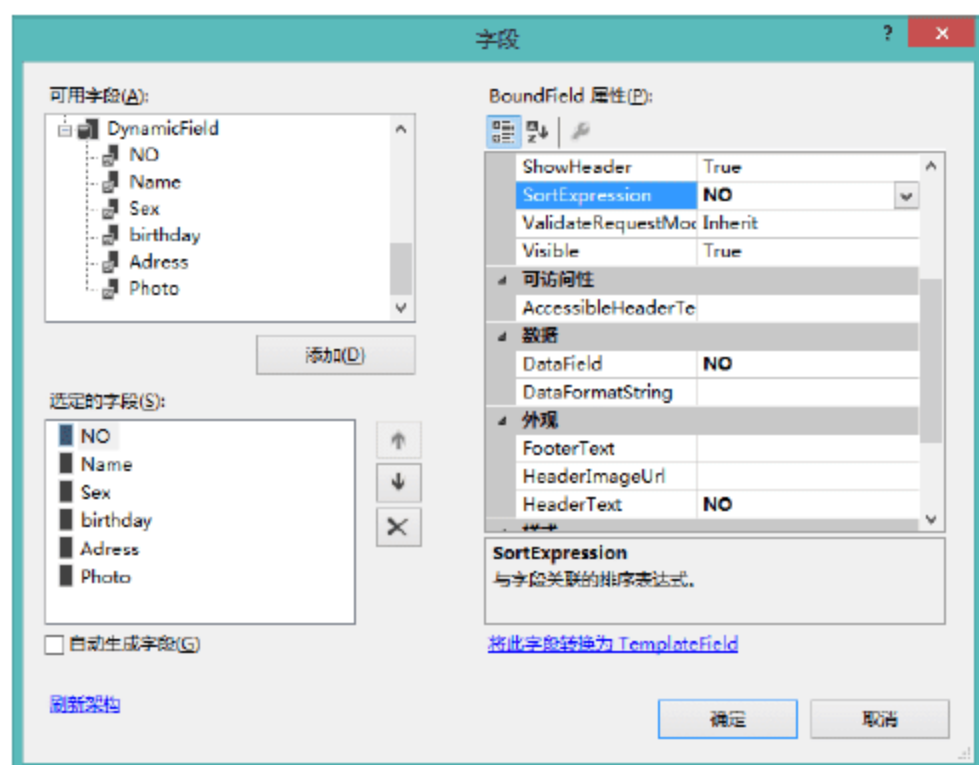 字段
?
可用字段(A):
DynamicField
NO
Name
Sex
birthday
Adress
Photo
添加(D)
选定的字段(S):
NO
Name
Sex
birthday
Adress
Photo
自动生成字段(G)
刷新架构
BoundField 属性(P):
ShowHeader True
SortExpression NO
ValidateRequestMoc Inherit
Visible True
可访问性
AccessibleHeaderTe
数据
DataField NO
DataFormatString
外观
FooterText
HeaderImageUrl
HeaderText NO
SortExpression
与字段关联的排序表达式。
将此字段转换为 TemplateField
确定
取消